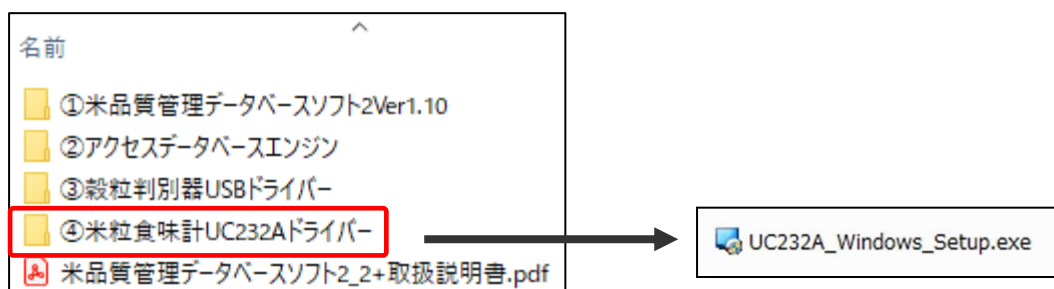 名前
①米品質管理データベースソフト2Ver1.10
②アクセスデータベースエンジン
③穀粒判別器USBドライバー
④米粒食味計UC232Aドライバー
米品質管理データベースソフト2_2+取扱説明書.pdf
UC232A_Windows_Setup.exe